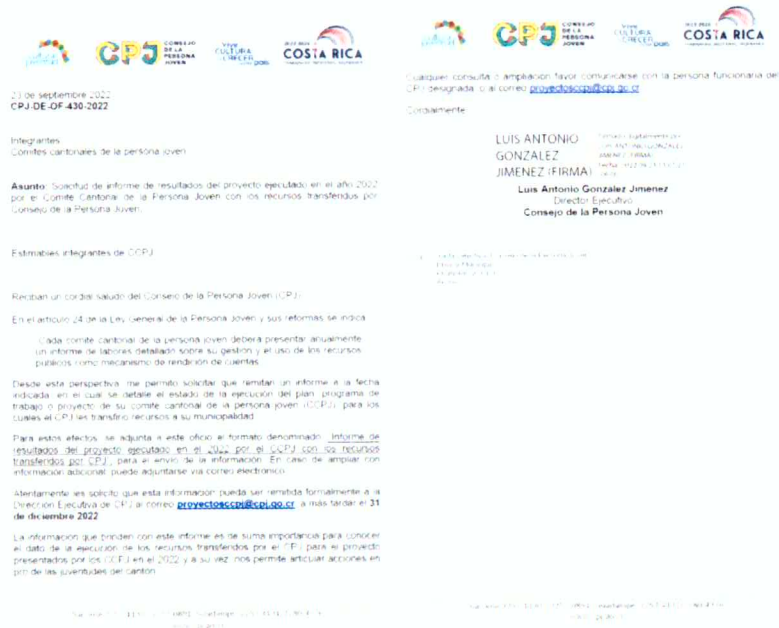 CPJ
CONSEJO
DE LA
PERSONA
JOVEN
COSTA RICA
23 de septiembre 2022
CPJ-DE-OF-430-2022
Integrantes
Comités cantonales de la persona joven
Asunto: Solicitud de informe de resultados del proyecto ejecutado en el año 2022
por el Comité Cantonal de la Persona Joven con los recursos transferidos por
Consejo de la Persona Joven.
Estimables integrantes de CCPJ
Reciban un cordial saludo del Consejo de la Persona Joven (CPJ)
En el artículo 24 de la Ley General de la Persona Joven y sus reformas se indica
Cada comité cantonal de la persona joven deberá presentar anualmente
un informe de labores detallado sobre su gestión y el uso de los recursos
públicos como mecanismo de rendición de cuentas
Desde esta perspectiva, me permito solicitar que remitan un informe a la fecha
indicada, en el cual se detalle el estado de la ejecución del plan, programa de
trabajo o proyecto de su comité cantonal de la persona joven (CCPJ), para los
cuales el CPJ les transfirió recursos a su municipalidad
Para estos efectos, se adjunta a este oficio el formato denominado: Informe de
resultados del proyecto ejecutado en el 2022 por el CCPJ con los recursos
transferidos por CPJ, para el envío de la información. En caso de ampliar con
información adicional, puede adjuntarse vía correo electrónico.
Atentamente les solicito que esta información pueda ser remitida formalmente a la
Dirección Ejecutiva de CPJ al correo proyectosccpj@cpj.go.cr a más tardar el 31
de diciembre 2022
La información que brinden con este informe es de suma importancia para conocer
el dato de la ejecución de los recursos transferidos por el CPJ para el proyecto
presentados por los CCPJ en el 2022 y a su vez, nos permite articular acciones en
pro de las juventudes del cantón
CPJ
CONSEJO
DE LA
PERSONA
JOVEN
COSTA RICA
Cualquier consulta o ampliación favor comunicarse con la persona funcionaria del
CPJ designada, o al correo proyectosccpj@cpj.go.cr
Cordialmente
LUIS ANTONIO
GONZALEZ
JIMENEZ (FIRMA)
Luis Antonio González Jiménez
Director Ejecutivo
Consejo de la Persona Joven